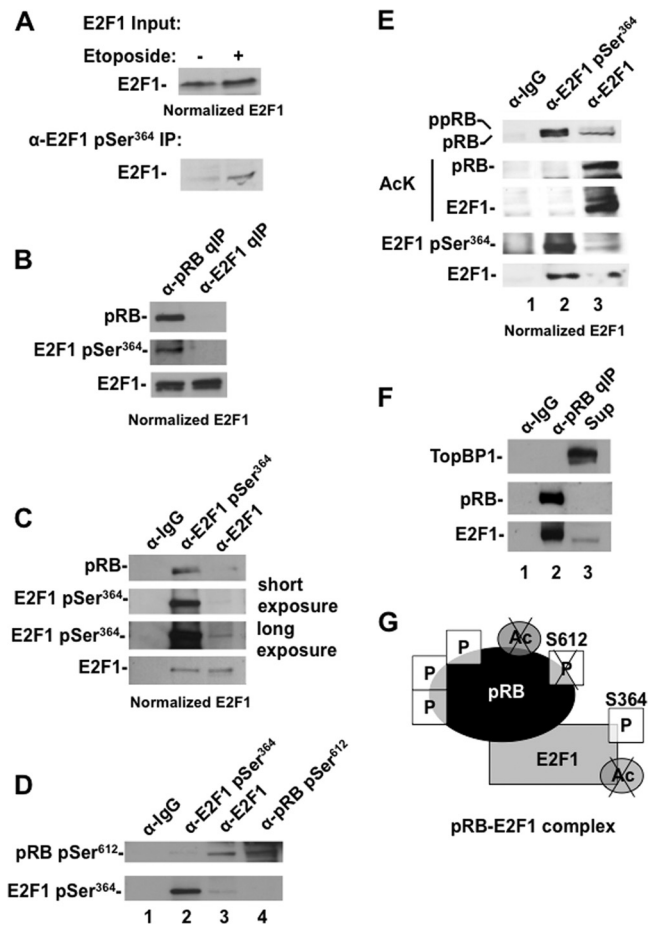 A
E2F1 Input:
Etoposide: - +
E2F1-
Normalized E2F1
α-E2F1 pSer364 IP:
E2F1-
B
α-pRB qIP
α-E2F1 qIP
pRB-
E2F1 pSer364-
E2F1-
Normalized E2F1
C
α-IgG
α-E2F1 pSer364
α-E2F1
pRB-
E2F1 pSer364-
short
exposure
E2F1 pSer364-
long
exposure
E2F1-
Normalized E2F1
D
α-IgG
α-E2F1 pSer364
α-E2F1
α-pRB pSer612
pRB pSer612-
E2F1 pSer364-
1 2 3 4
E
α-IgG
α-E2F1 pSer364
α-E2F1
ppRB
pRB
AcK
pRB-
E2F1-
E2F1 pSer364-
E2F1-
1 2 3
Normalized E2F1
F
α-IgG
α-pRB qIP
Sup
TopBP1-
pRB-
E2F1-
1 2 3
G
Ac
S612
P
P
P
P
pRB
S364
P
E2F1
Ac
pRB-E2F1 complex